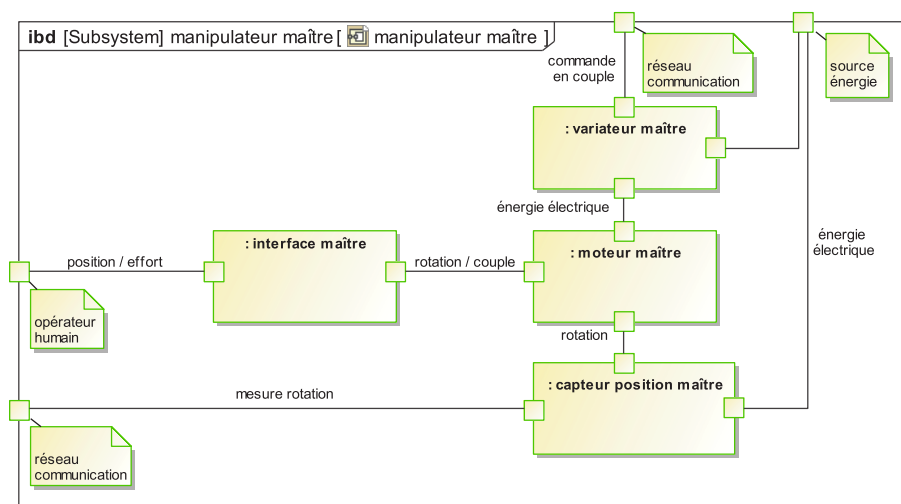 ibd [Subsystem] manipulateur maître [ manipulateur maître ]
commande
en couple
réseau
communication
source
énergie
: variateur maître
énergie électrique
: interface maître
: moteur maître
énergie
électrique
position / effort
rotation / couple
opérateur
humain
rotation
: capteur position maître
mesure rotation
réseau
communication